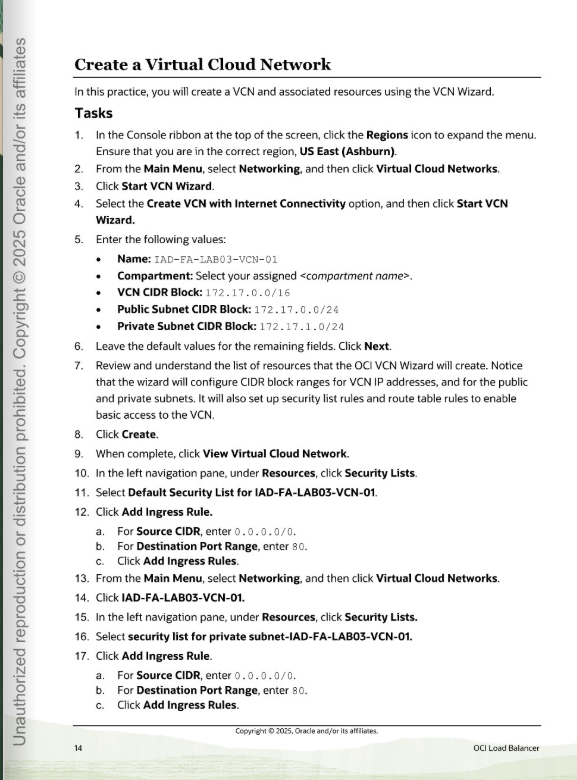 Unauthorized reproduction or distribution prohibited. Copyright © 2025 Oracle and/or its affiliates
Create a Virtual Cloud Network
In this practice, you will create a VCN and associated resources using the VCN Wizard.
Tasks
1. In the Console ribbon at the top of the screen, click the Regions icon to expand the menu.
Ensure that you are in the correct region, US East (Ashburn).
2. From the Main Menu, select Networking, and then click Virtual Cloud Networks.
3. Click Start VCN Wizard.
4. Select the Create VCN with Internet Connectivity option, and then click Start VCN
Wizard.
5. Enter the following values:
• Name: IAD-FA-LAB03-VCN-01
• Compartment: Select your assigned <compartment name>.
• VCN CIDR Block: 172.17.0.0/16
• Public Subnet CIDR Block: 172.17.0.0/24
• Private Subnet CIDR Block: 172.17.1.0/24
6. Leave the default values for the remaining fields. Click Next.
7. Review and understand the list of resources that the OCI VCN Wizard will create. Notice
that the wizard will configure CIDR block ranges for VCN IP addresses, and for the public
and private subnets. It will also set up security list rules and route table rules to enable
basic access to the VCN.
8. Click Create.
9. When complete, click View Virtual Cloud Network.
10. In the left navigation pane, under Resources, click Security Lists.
11. Select Default Security List for IAD-FA-LAB03-VCN-01.
12. Click Add Ingress Rule.
a. For Source CIDR, enter 0.0.0.0/0.
b. For Destination Port Range, enter 80.
c. Click Add Ingress Rules.
13. From the Main Menu, select Networking, and then click Virtual Cloud Networks.
14. Click IAD-FA-LAB03-VCN-01.
15. In the left navigation pane, under Resources, click Security Lists.
16. Select security list for private subnet-IAD-FA-LAB03-VCN-01.
17. Click Add Ingress Rule.
a. For Source CIDR, enter 0.0.0.0/0.
b. For Destination Port Range, enter 80.
c. Click Add Ingress Rules.
Copyright © 2025, Oracle and/or its affiliates.
14
OCI Load Balancer